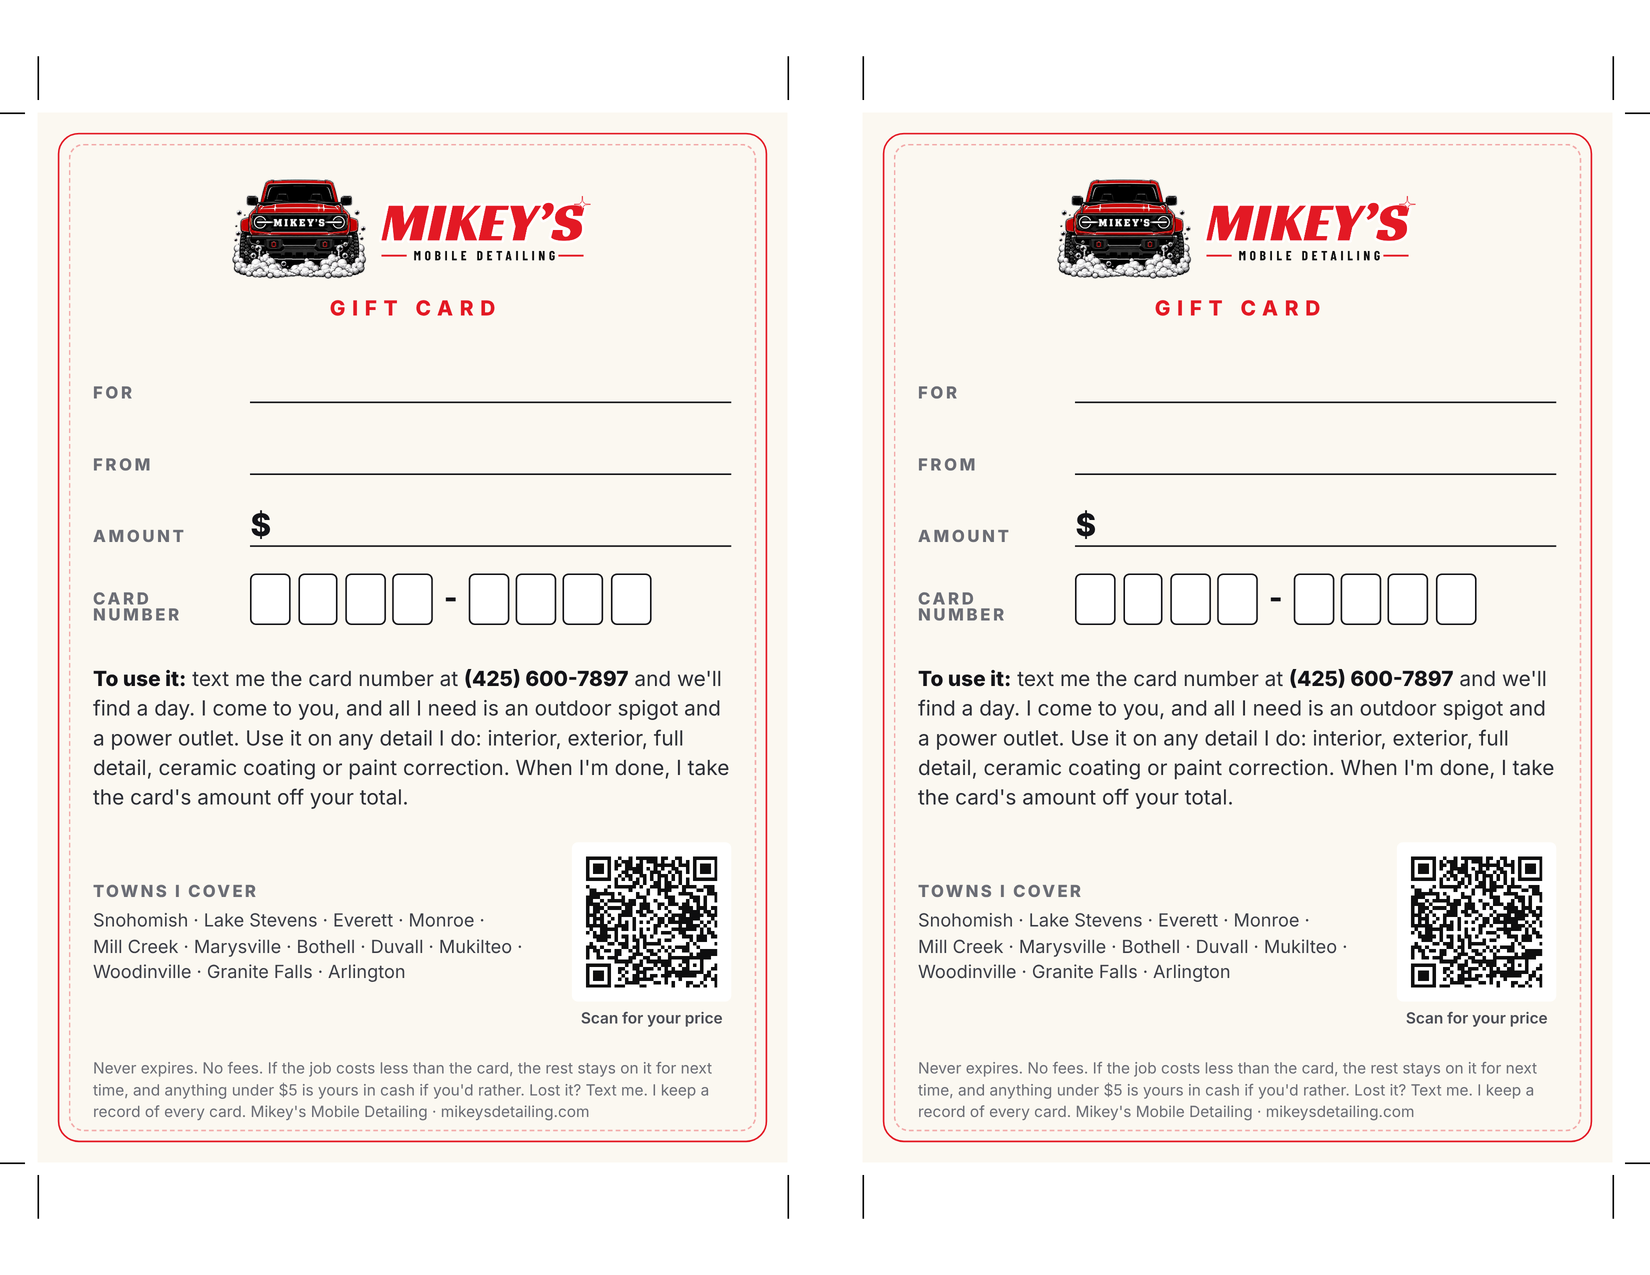 MIKEY'S
MIKEY'S
MOBILE DETAILING
GIFT CARD
FOR
FROM
AMOUNT
$
CARD
NUMBER
-
To use it: text me the card number at (425) 600-7897 and we'll
find a day. I come to you, and all I need is an outdoor spigot and
a power outlet. Use it on any detail I do: interior, exterior, full
detail, ceramic coating or paint correction. When I'm done, I take
the card's amount off your total.
TOWNS I COVER
Snohomish · Lake Stevens · Everett · Monroe ·
Mill Creek · Marysville · Bothell · Duvall · Mukilteo ·
Woodinville · Granite Falls · Arlington
Scan for your price
Never expires. No fees. If the job costs less than the card, the rest stays on it for next
time, and anything under $5 is yours in cash if you'd rather. Lost it? Text me. I keep a
record of every card. Mikey's Mobile Detailing · mikeysdetailing.com
MIKEY'S
MIKEY'S
MOBILE DETAILING
GIFT CARD
FOR
FROM
AMOUNT
$
CARD
NUMBER
-
To use it: text me the card number at (425) 600-7897 and we'll
find a day. I come to you, and all I need is an outdoor spigot and
a power outlet. Use it on any detail I do: interior, exterior, full
detail, ceramic coating or paint correction. When I'm done, I take
the card's amount off your total.
TOWNS I COVER
Snohomish · Lake Stevens · Everett · Monroe ·
Mill Creek · Marysville · Bothell · Duvall · Mukilteo ·
Woodinville · Granite Falls · Arlington
Scan for your price
Never expires. No fees. If the job costs less than the card, the rest stays on it for next
time, and anything under $5 is yours in cash if you'd rather. Lost it? Text me. I keep a
record of every card. Mikey's Mobile Detailing · mikeysdetailing.com